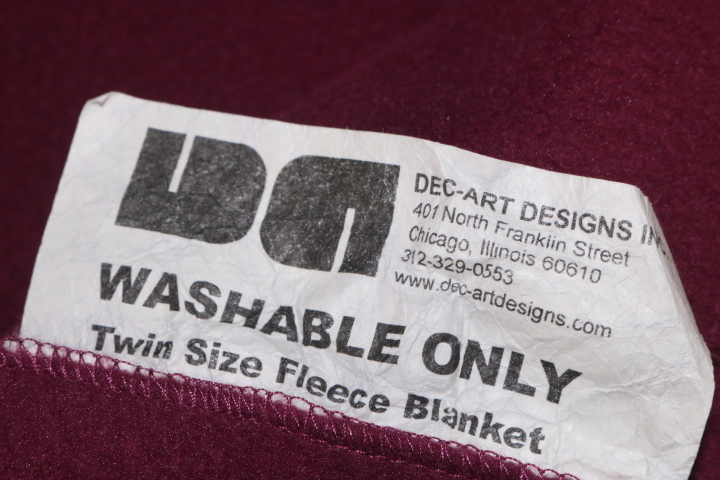 DA
DEC-ART DESIGNS IN
401 North Franklin Street
Chicago, Illinois 60610
312-329-0553
www.dec-artdesigns.com
WASHABLE ONLY
Twin Size Fleece Blanket